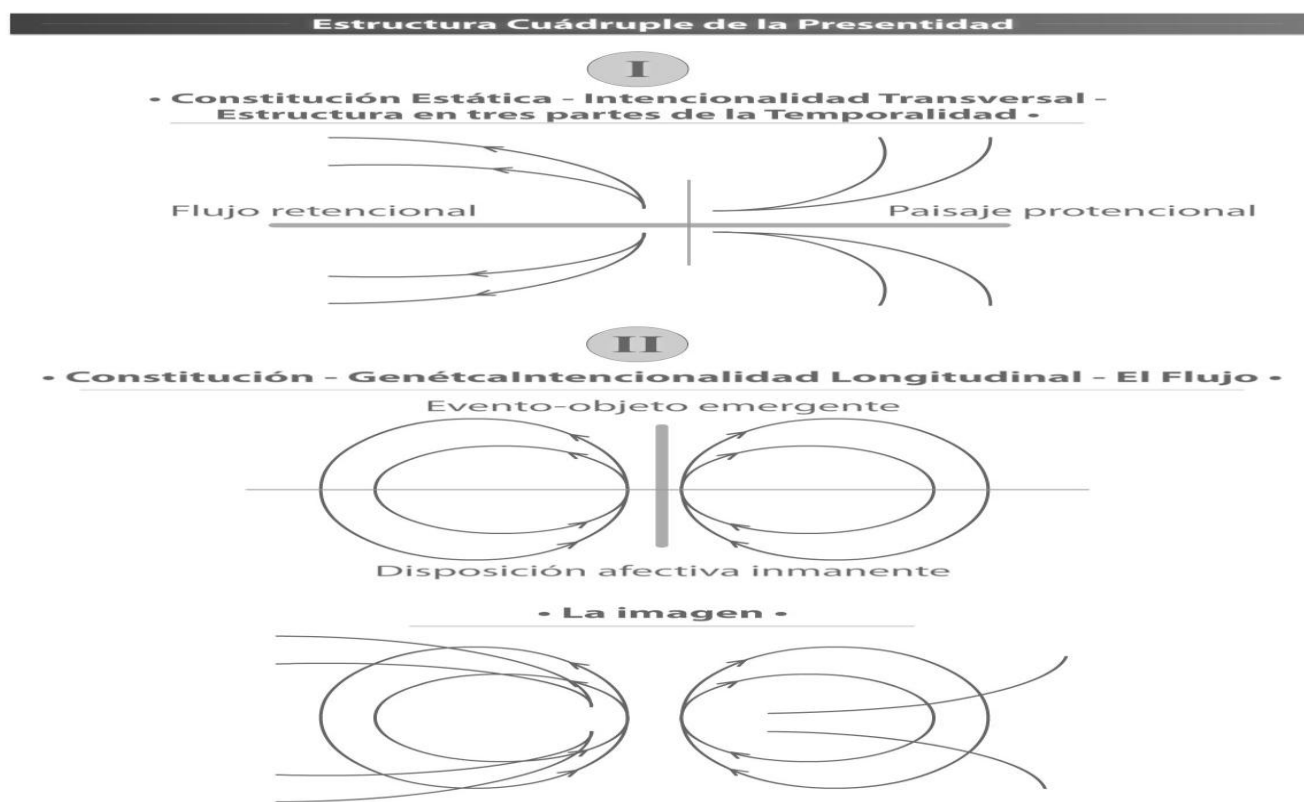 Estructura Cuádruple de la Presentidad
I
• Constitución Estática – Intencionalidad Transversal –
Estructura en tres partes de la Temporalidad •
Flujo retencional
Paisaje protencional
II
• Constitución – GenétcaIntencionalidad Longitudinal – El Flujo •
Evento-objeto emergente
Disposición afectiva inmanente
• La imagen •